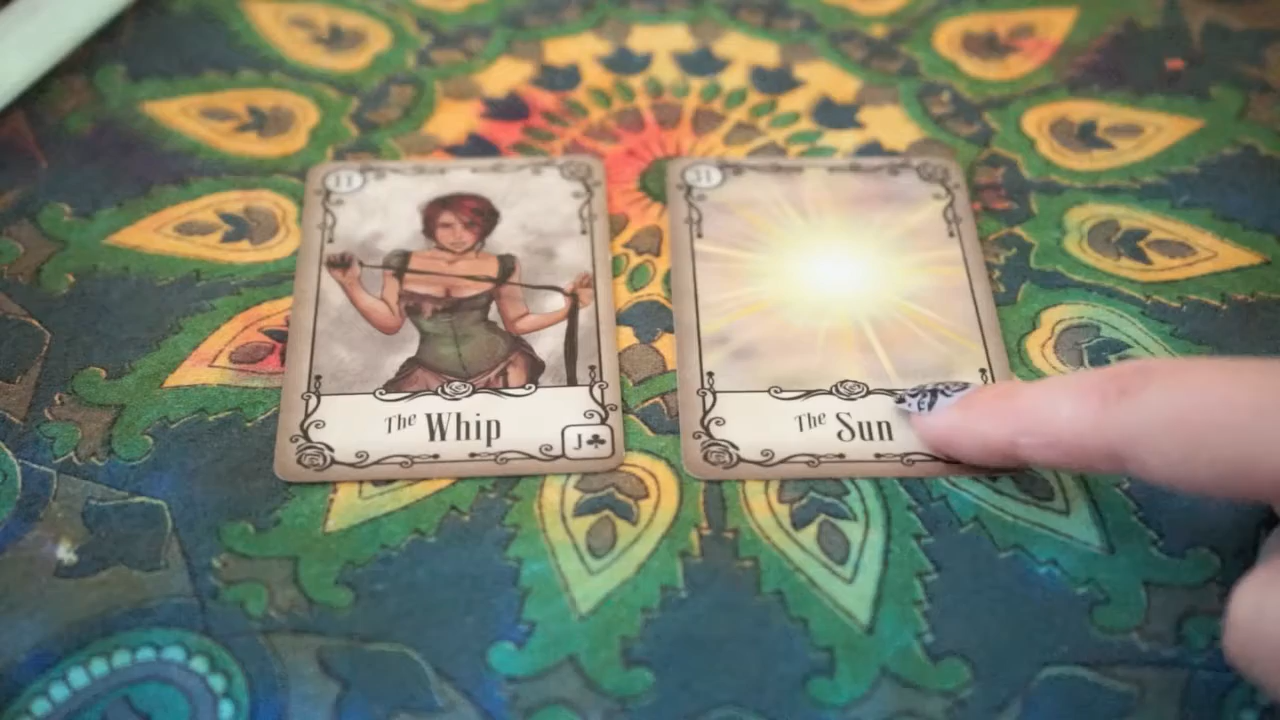 11
The Whip
J♣
31
The Sun